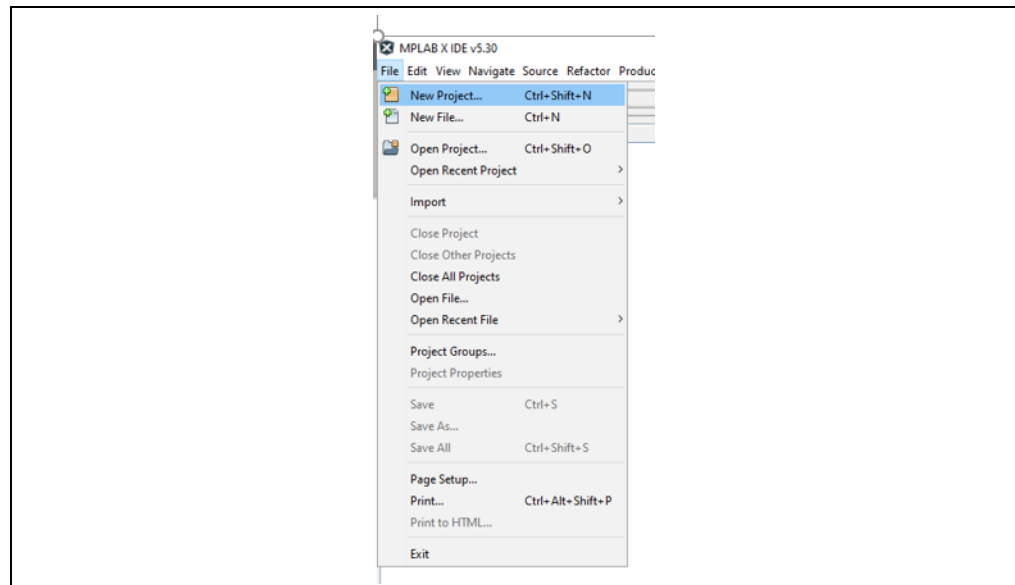 MPLAB X IDE v5.30
File Edit View Navigate Source Refactor
New Project... Ctrl+Shift+N
New File... Ctrl+N
Open Project... Ctrl+Shift+O
Open Recent Project
Import
Close Project
Close Other Projects
Close All Projects
Open File...
Open Recent File
Project Groups...
Project Properties
Save Ctrl+S
Save As...
Save All Ctrl+Shift+S
Page Setup...
Print... Ctrl+Alt+Shift+P
Print to HTML...
Exit